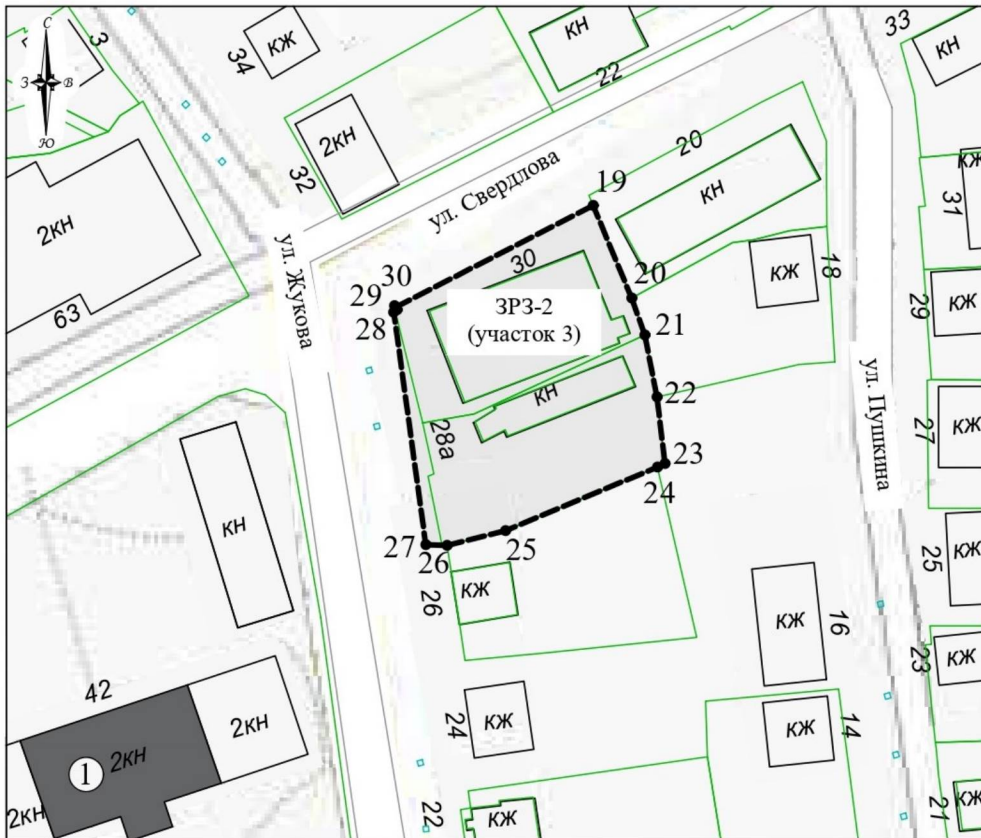 С
З
В
Ю
3
34
КЖ
КН
22
33
КН
2КН
32
ул. Свердлова
20
КН
19
КЖ
31
2КН
63
ул. Жукова
29
30
28
30
ЗРЗ-2
(участок 3)
20
21
КЖ
18
29
КЖ
22
КН
28а
ул. Пушкина
27
КЖ
23
24
КН
27
26
25
26
КЖ
25
КЖ
КЖ
16
23
КЖ
42
2КН
1
2КН
2КН
24
КЖ
КЖ
14
22
КЖ
21
КЖ